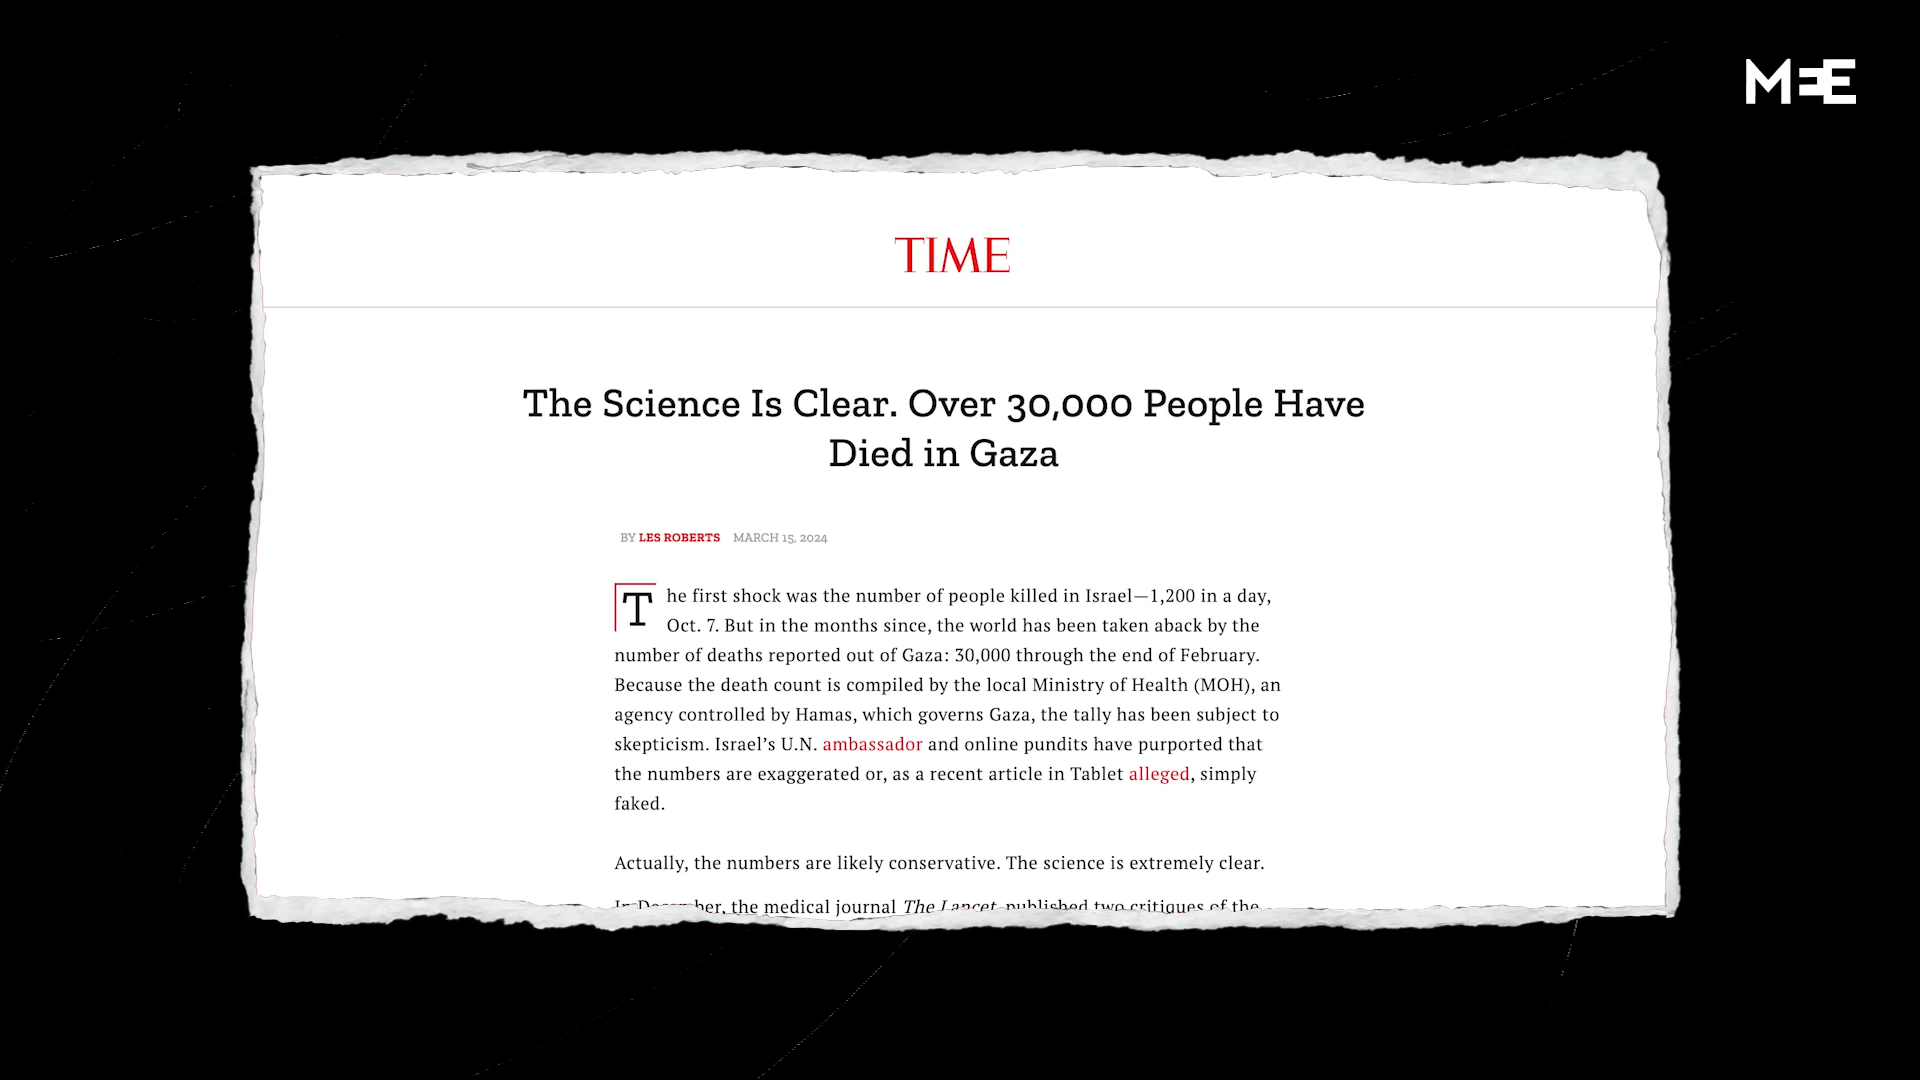 MEE
TIME
The Science Is Clear. Over 30,000 People Have
Died in Gaza
BY LES ROBERTS MARCH 15, 2024
The first shock was the number of people killed in Israel—1,200 in a day,
Oct. 7. But in the months since, the world has been taken aback by the
number of deaths reported out of Gaza: 30,000 through the end of February.
Because the death count is compiled by the local Ministry of Health (MOH), an
agency controlled by Hamas, which governs Gaza, the tally has been subject to
skepticism. Israel’s U.N. ambassador and online pundits have purported that
the numbers are exaggerated or, as a recent article in Tablet alleged, simply
faked.
Actually, the numbers are likely conservative. The science is extremely clear.
In December, the medical journal The Lancet published two critiques of the